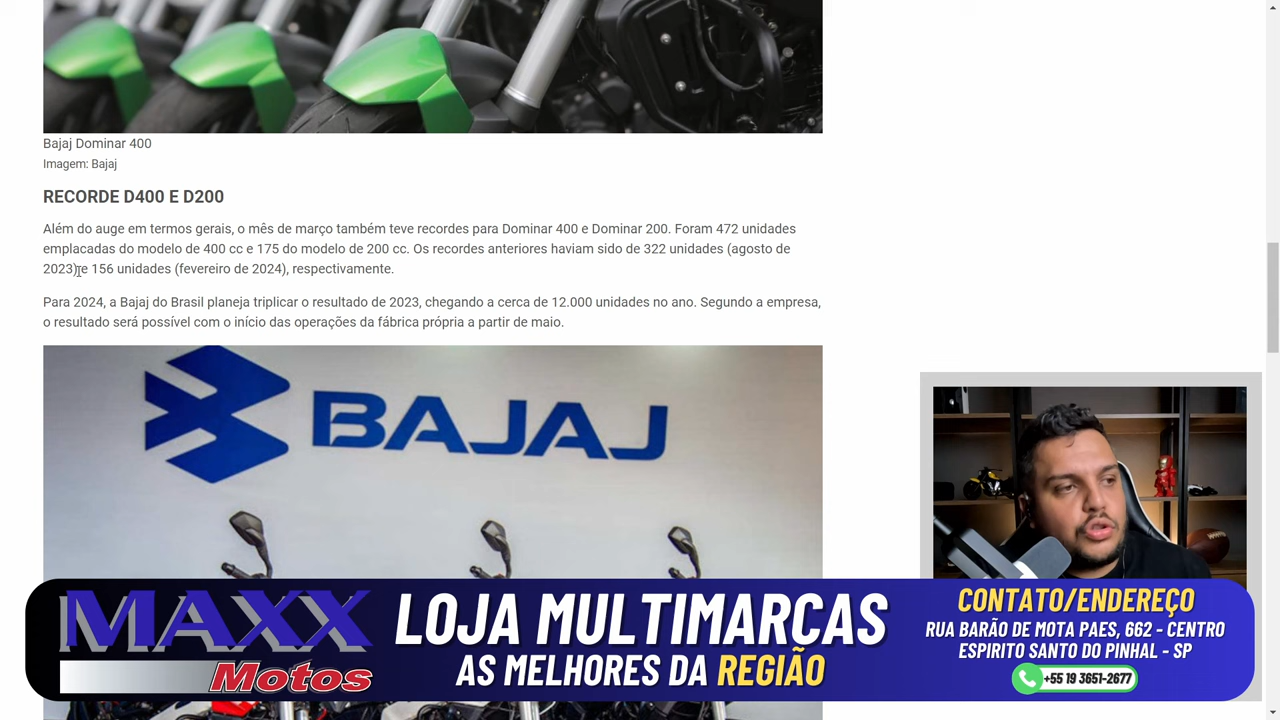 Bajaj Dominar 400
Imagem: Bajaj
RECORDE D400 E D200
Além do auge em termos gerais, o mês de março também teve recordes para Dominar 400 e Dominar 200. Foram 472 unidades
emplacadas do modelo de 400 cc e 175 do modelo de 200 cc. Os recordes anteriores haviam sido de 322 unidades (agosto de
2023) e 156 unidades (fevereiro de 2024), respectivamente.
Para 2024, a Bajaj do Brasil planeja triplicar o resultado de 2023, chegando a cerca de 12.000 unidades no ano. Segundo a empresa,
o resultado será possível com o início das operações da fábrica própria a partir de maio.
BAJAJ
MAXX
Motos
LOJA MULTIMARCAS
AS MELHORES DA REGIÃO
CONTATO/ENDEREÇO
RUA BARÃO DE MOTA PAES, 662 - CENTRO
ESPIRITO SANTO DO PINHAL - SP
+55 19 3651-2677